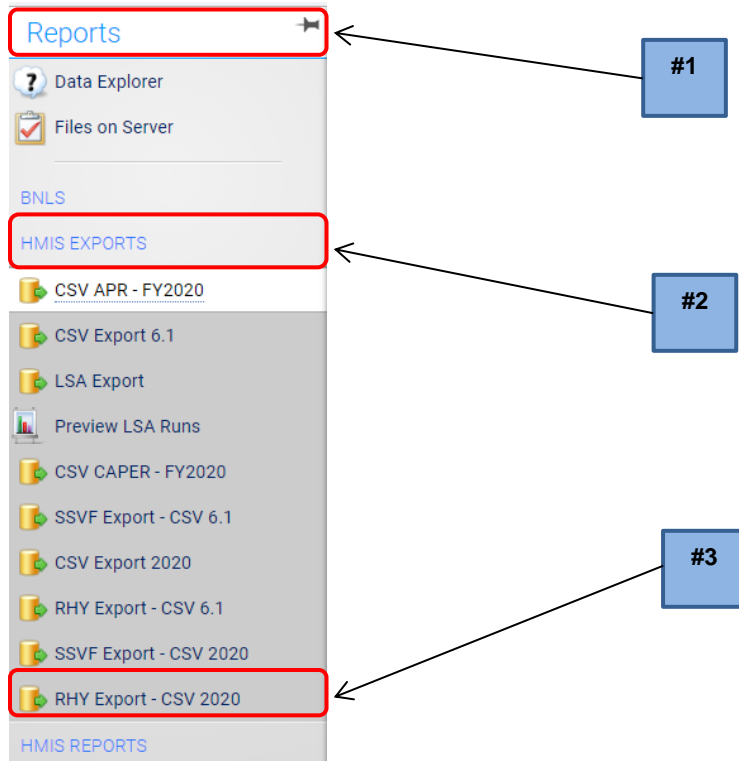 Reports
#1
Data Explorer
Files on Server
BNLS
HMIS EXPORTS
#2
CSV APR - FY2020
CSV Export 6.1
LSA Export
Preview LSA Runs
CSV CAPER - FY2020
SSVF Export - CSV 6.1
CSV Export 2020
#3
RHY Export - CSV 6.1
SSVF Export - CSV 2020
RHY Export - CSV 2020
HMIS REPORTS